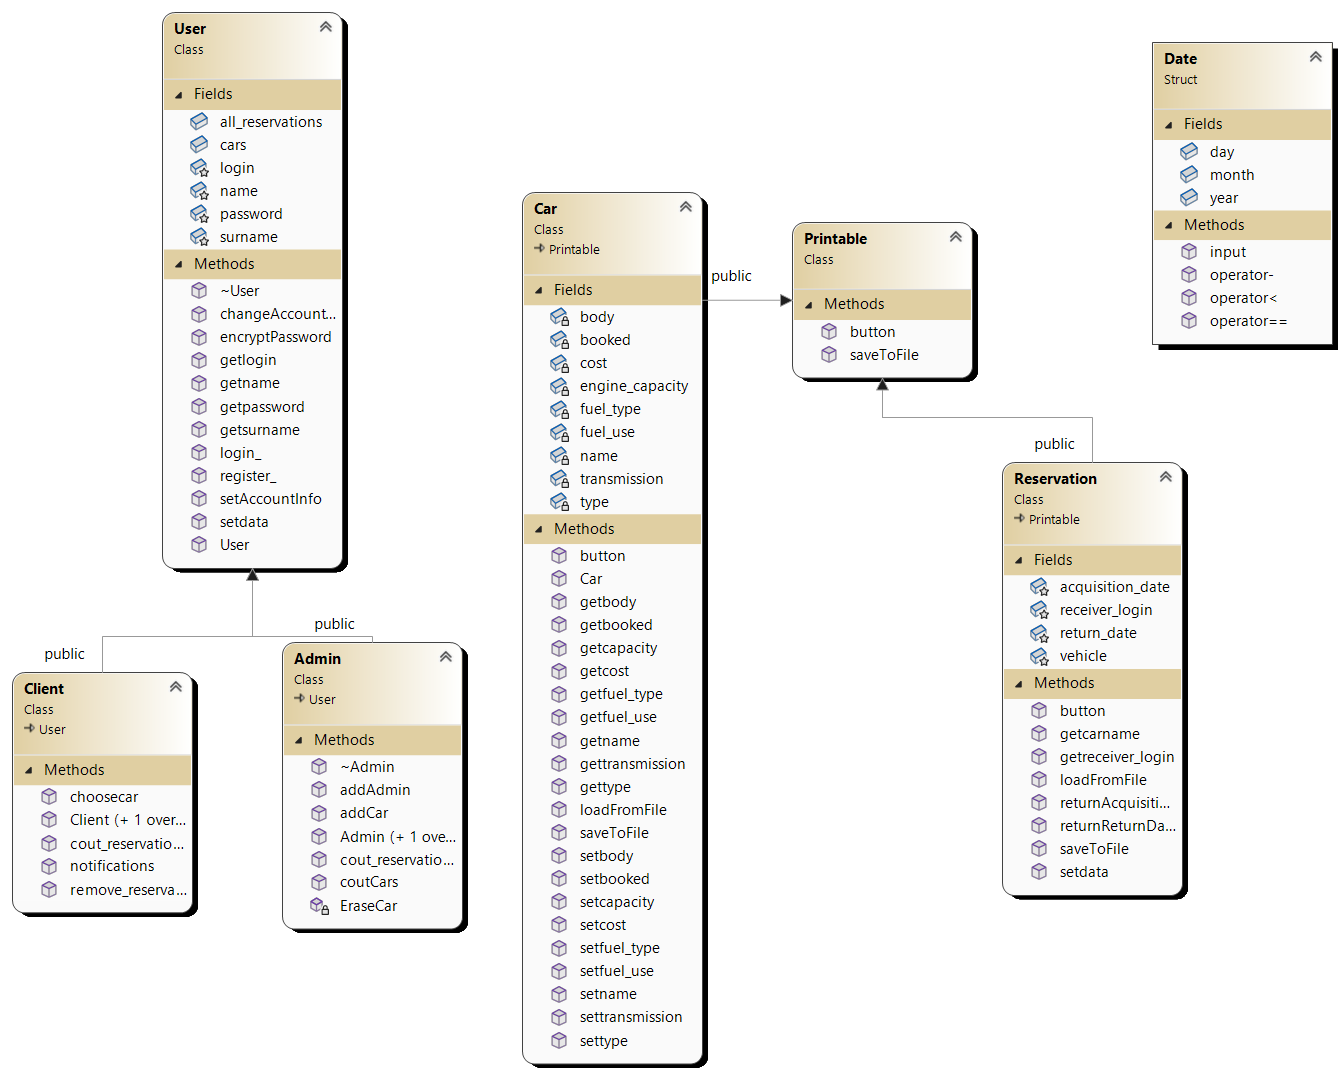 User
Class
Fields
all_reservations
cars
login
name
password
surname
Methods
~User
changeAccount...
encryptPassword
getlogin
getname
getpassword
getsurname
login_
register_
setAccountInfo
setdata
User
public
public
Client
Class
User
Methods
choosecar
Client (+ 1 over...
cout_reservatio...
notifications
remove_reserva...
Admin
Class
User
Methods
~Admin
addAdmin
addCar
Admin (+ 1 ove...
cout_reservatio...
coutCars
EraseCar
Car
Class
Printable
Fields
body
booked
cost
engine_capacity
fuel_type
fuel_use
name
transmission
type
Methods
button
Car
getbody
getbooked
getcapacity
getcost
getfuel_type
getfuel_use
getname
gettransmission
gettype
loadFromFile
saveToFile
setbody
setbooked
setcapacity
setcost
setfuel_type
setfuel_use
setname
settransmission
settype
public
Printable
Class
Methods
button
saveToFile
public
Reservation
Class
Printable
Fields
acquisition_date
receiver_login
return_date
vehicle
Methods
button
getcarname
getreceiver_login
loadFromFile
returnAcquisiti...
returnReturnDa...
saveToFile
setdata
Date
Struct
Fields
day
month
year
Methods
input
operator-
operator<
operator==